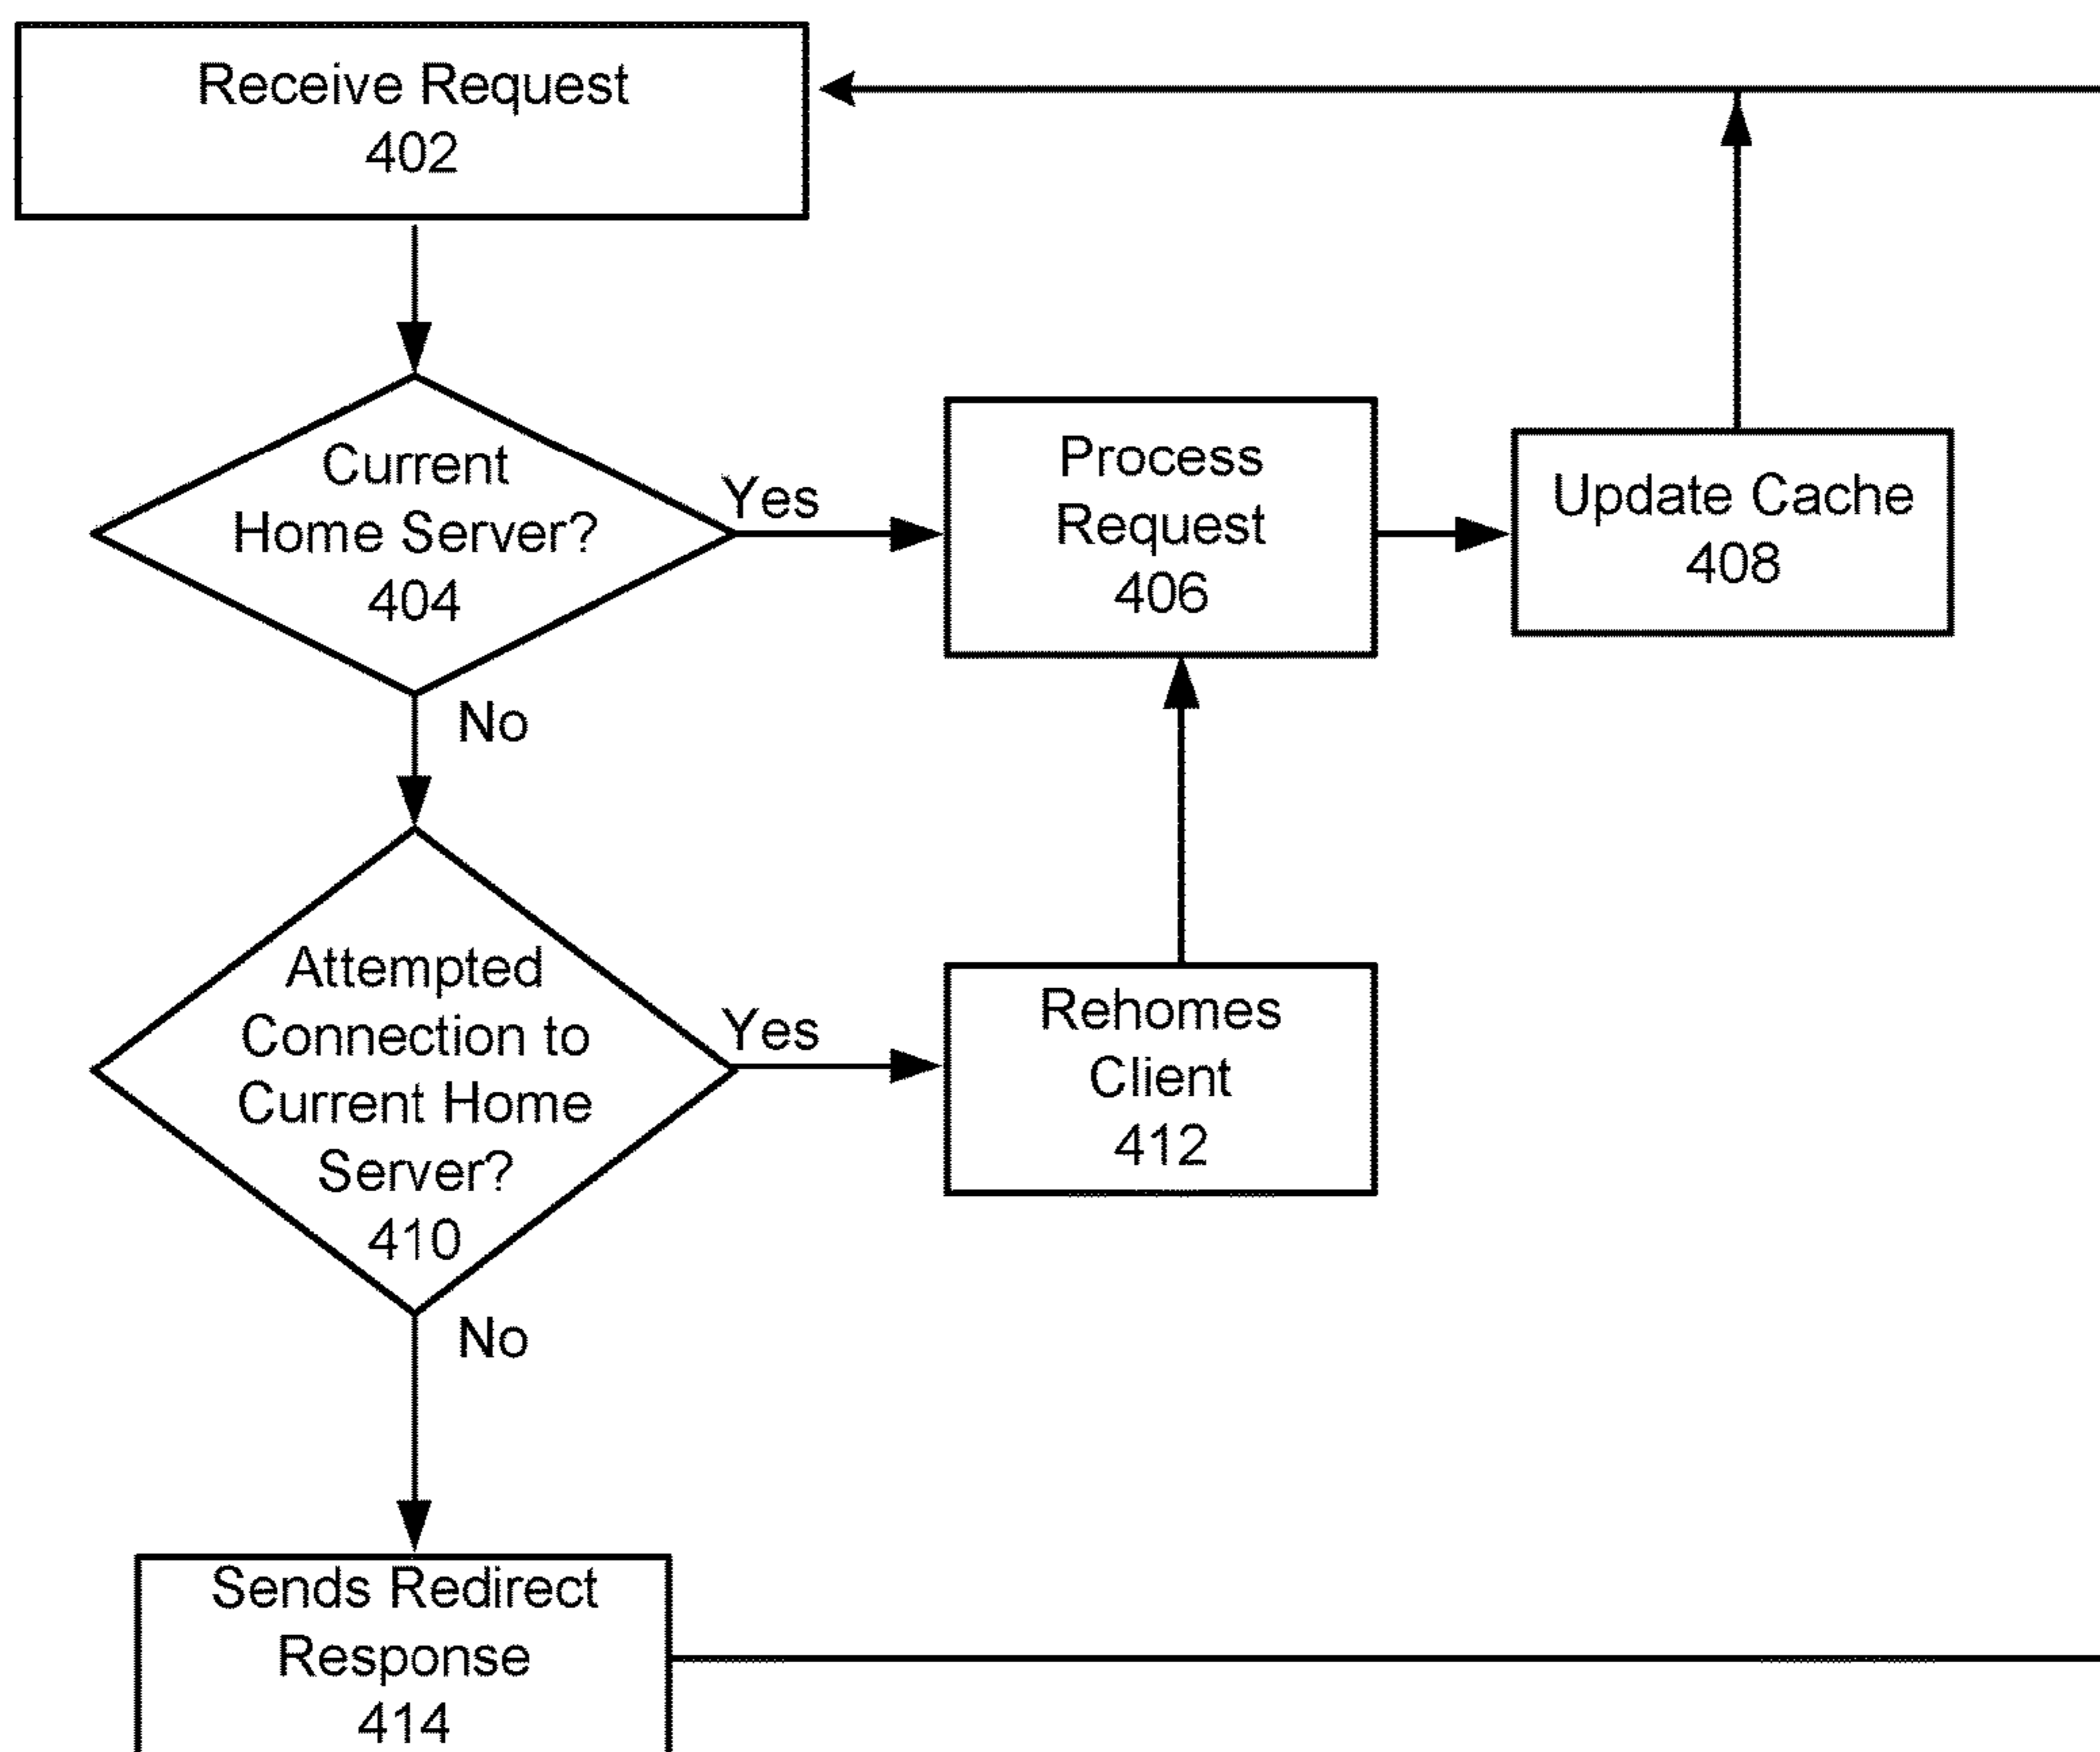 Receive Request
402
Current
Home Server?
404
Yes
Process
Request
406
Update Cache
408
No
Attempted
Connection to
Current Home
Server?
410
Yes
Rehomes
Client
412
No
Sends Redirect
Response
414